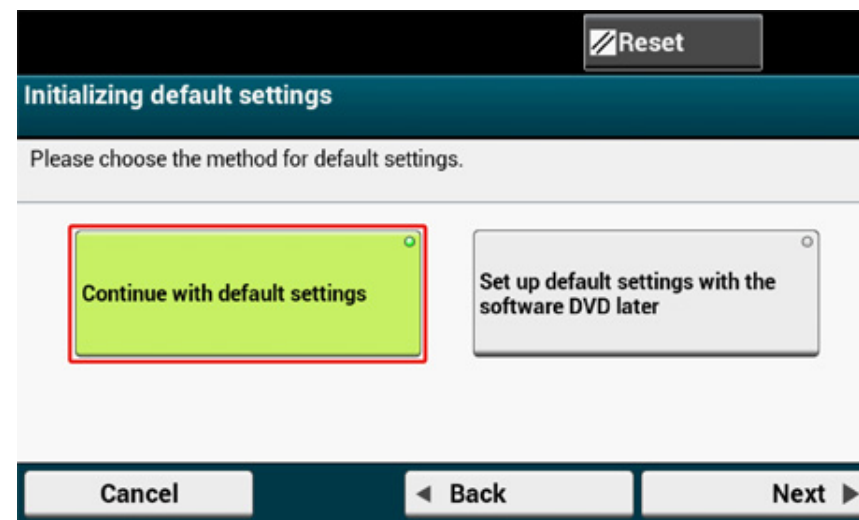 Reset
Initializing default settings
Please choose the method for default settings.
Continue with default settings
Set up default settings with the
software DVD later
Cancel
Back
Next